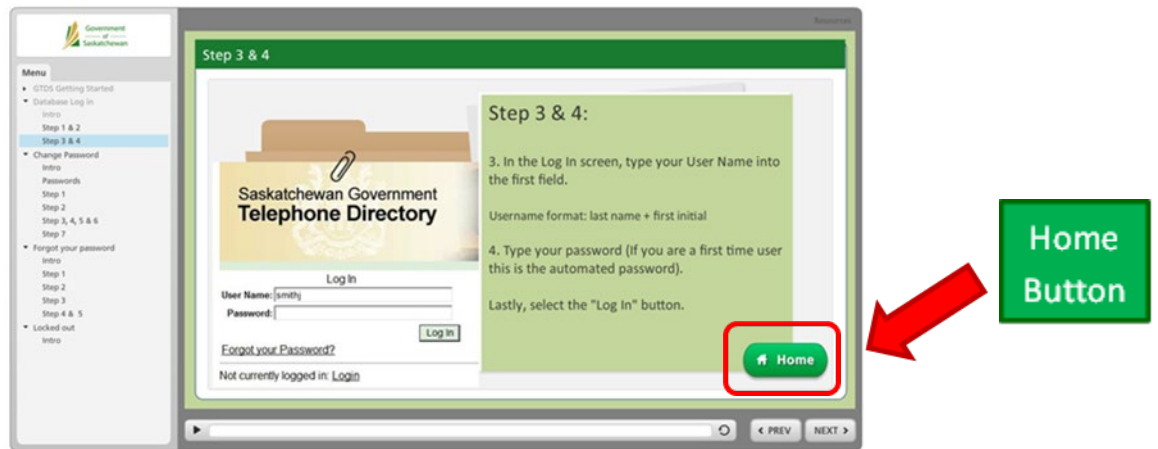 Government
of
Saskatchewan
Menu
GTDS Getting Started
Database Log in
Intro
Step 1 & 2
Step 3 & 4
Change Password
Intro
Passwords
Step 1
Step 2
Step 3, 4, 5 & 6
Step 7
Forgot your password
Intro
Step 1
Step 2
Step 3
Step 4 & 5
Locked out
Intro
Resources
Step 3 & 4
Saskatchewan Government
Telephone Directory
Log In
User Name: smithj
Password:
Log In
Forgot your Password?
Not currently logged in: Login
Step 3 & 4:
3. In the Log In screen, type your User Name into
the first field.
Username format: last name + first initial
4. Type your password (If you are a first time user
this is the automated password).
Lastly, select the "Log In" button.
Home
PREV
NEXT
Home
Button